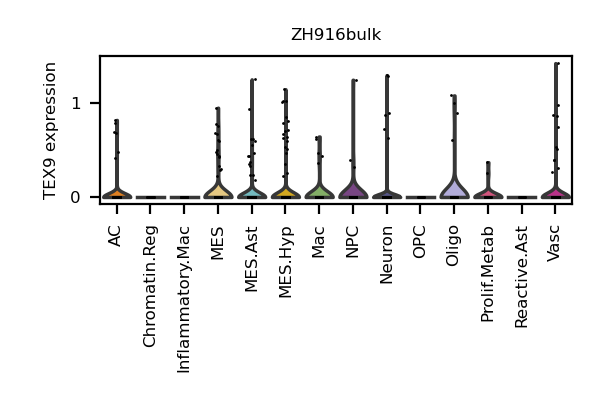 ZH916bulk
TEX9 expression
1
0
AC
Chromatin.Reg
Inflammatory.Mac
MES
MES.Ast
MES.Hyp
Mac
NPC
Neuron
OPC
Oligo
Prolif.Metab
Reactive.Ast
Vasc